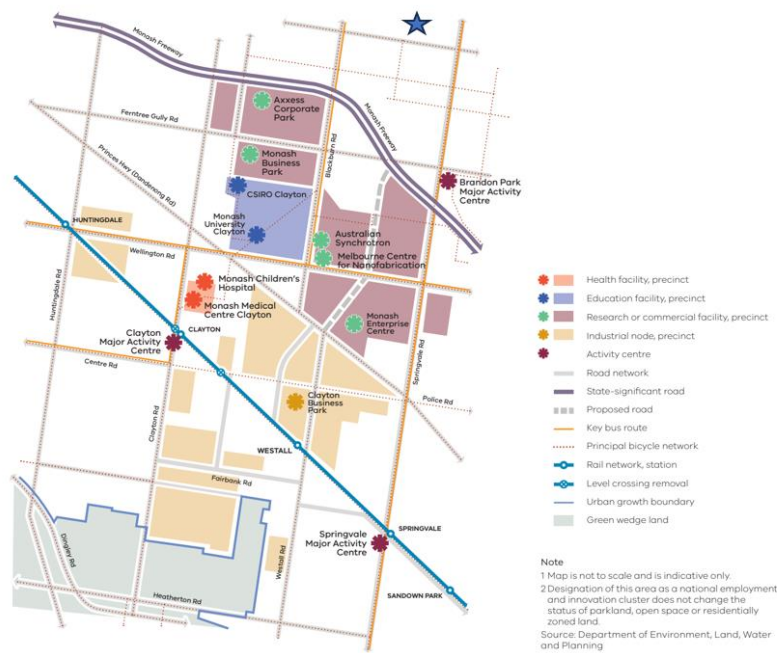 Monash Freeway
Axxess
Corporate
Park
Ferntree Gully Rd
Princes Hwy (Dandenong Rd)
Blackburn Rd
Monash Freeway
Monash
Business
Park
CSIRO Clayton
Brandon Park
Major Activity
Centre
HUNTINGDALE
Monash
University
Clayton
Australian
Synchrotron
Melbourne Centre
for Nanofabrication
Wellington Rd
Huntingdale Rd
Monash Children's
Hospital
Monash Medical
Centre Clayton
CLAYTON
Clayton
Major Activity
Centre
Monash
Enterprise
Centre
Springvale Rd
Centre Rd
Police Rd
Clayton Rd
Clayton
Business
Park
WESTALL
Fairbank Rd
SPRINGVALE
Springvale
Major Activity
Centre
Westall Rd
Dingley Rd
Heatherton Rd
SANDOWN PARK
Health facility, precinct
Education facility, precinct
Research or commercial facility, precinct
Industrial node, precinct
Activity centre
Road network
State-significant road
Proposed road
Key bus route
Principal bicycle network
Rail network, station
Level crossing removal
Urban growth boundary
Green wedge land
Note
1 Map is not to scale and is indicative only.
2 Designation of this area as a national employment
and innovation cluster does not change the
status of parkland, open space or residentially
zoned land.
Source: Department of Environment, Land, Water
and Planning